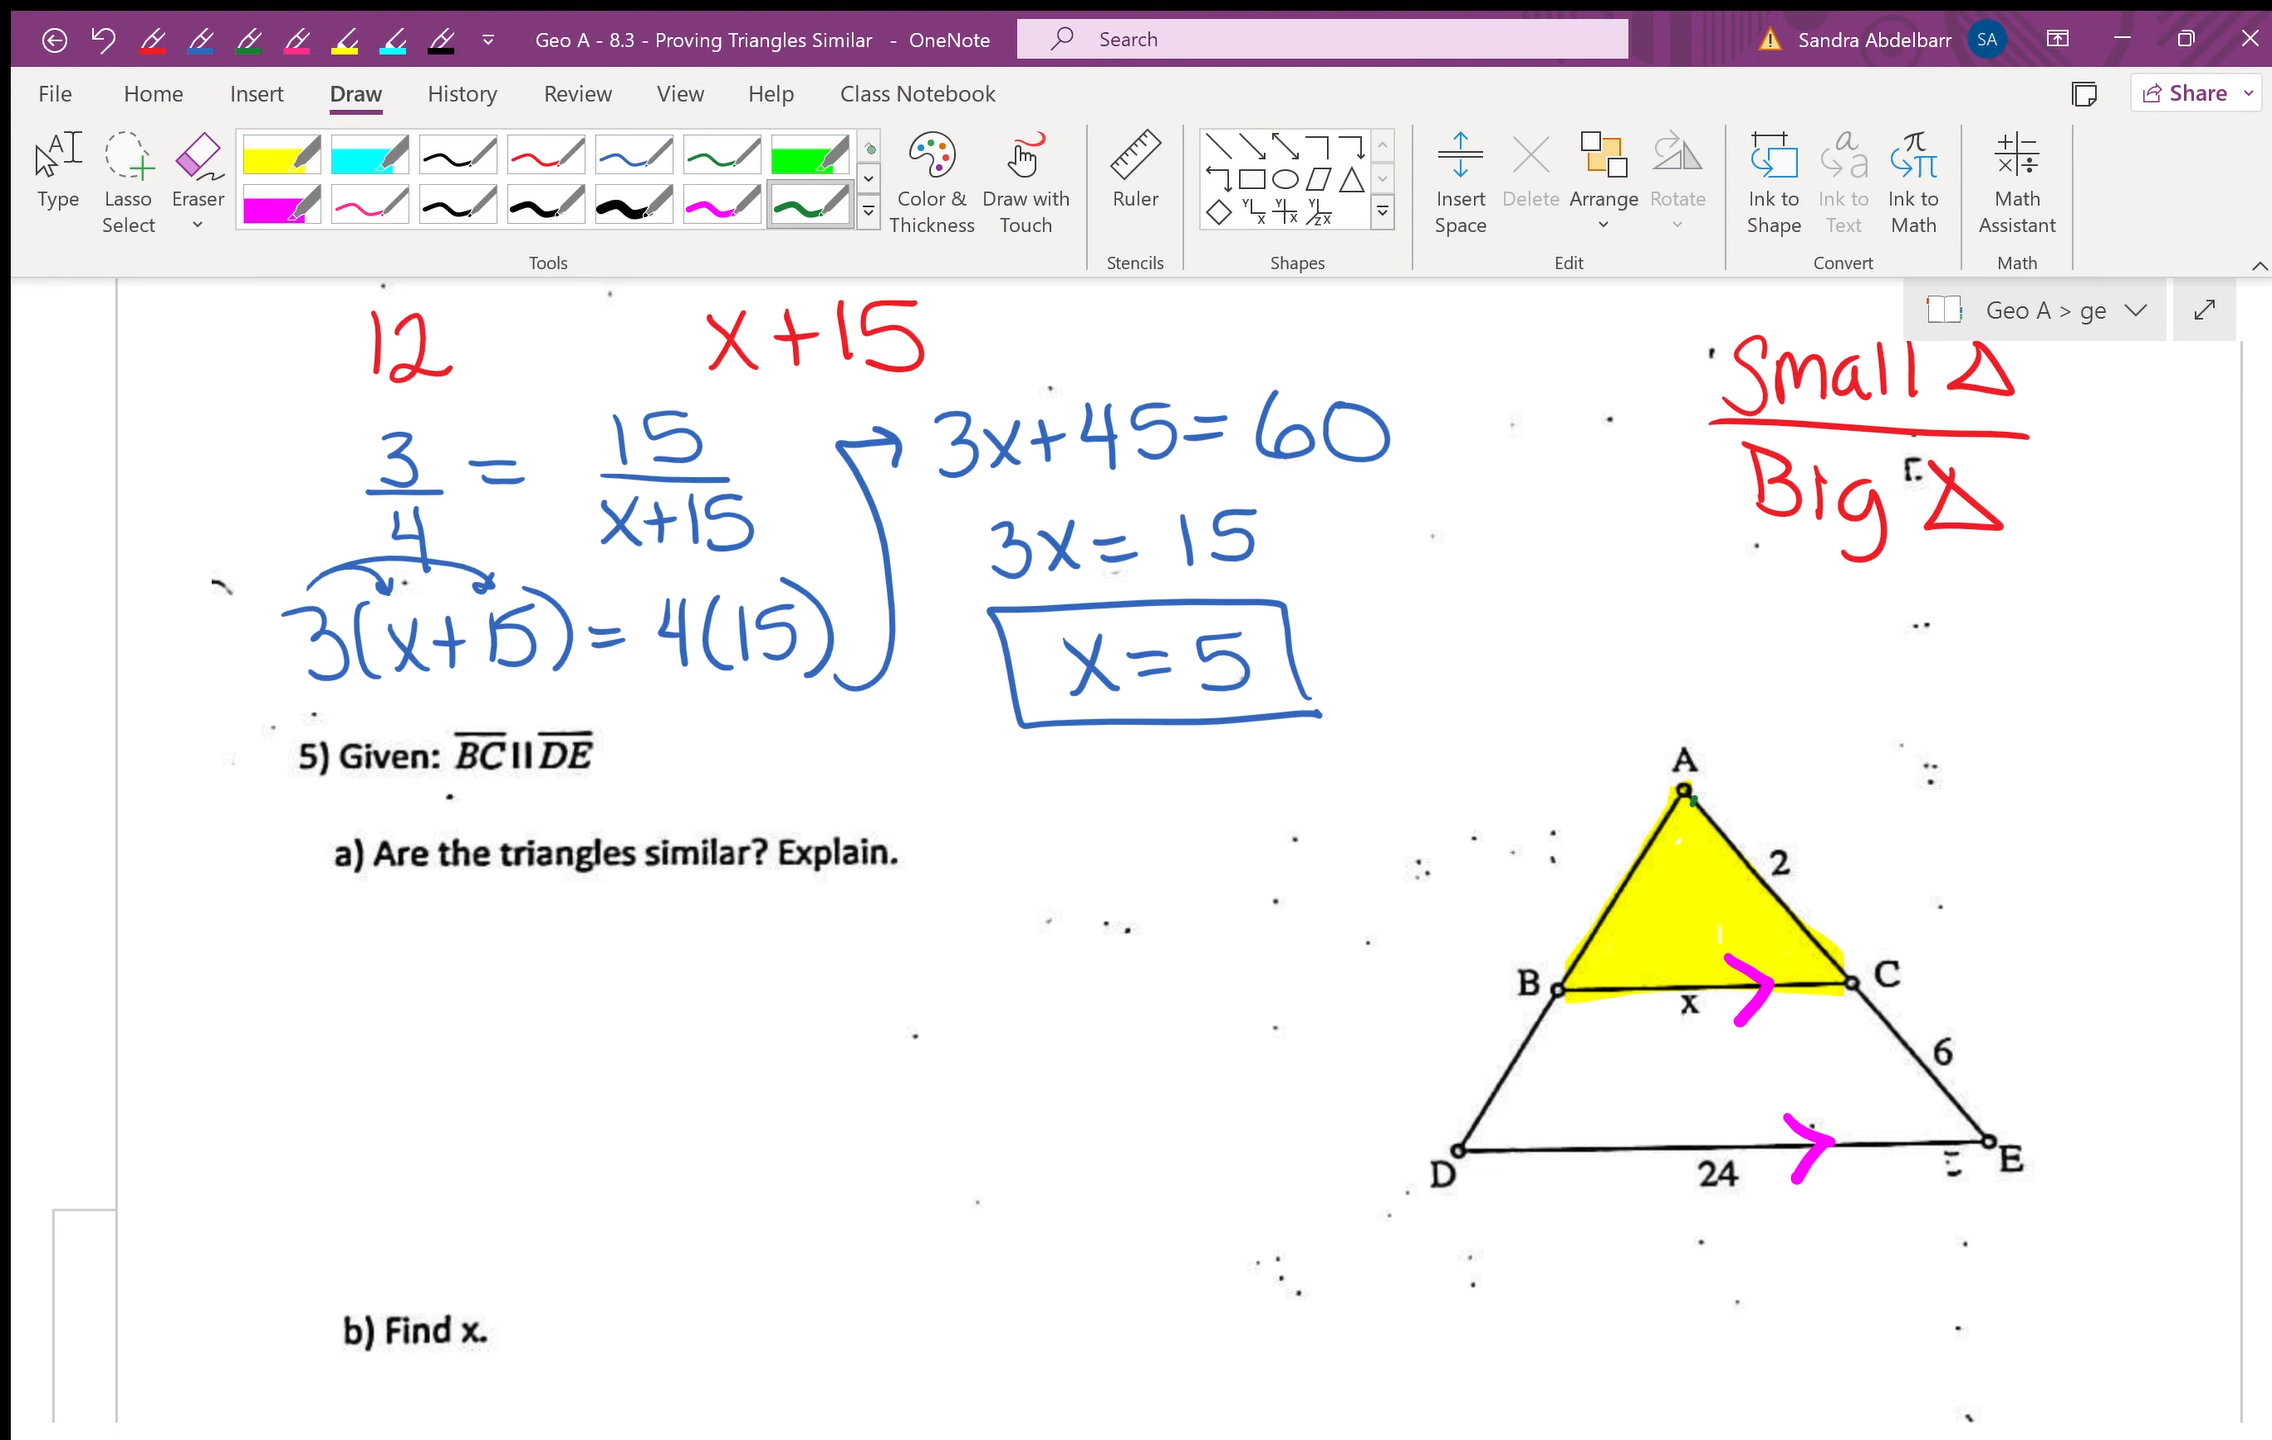 Geo A - 8.3 - Proving Triangles Similar - OneNote
Search
Sandra Abdelbarr
SA
File Home Insert Draw History Review View Help Class Notebook
Share
Type
Lasso Select
Eraser
Color & Thickness
Draw with Touch
Ruler
Insert Space
Delete
Arrange
Rotate
Ink to Shape
Ink to Text
Ink to Math
Math Assistant
Tools
Stencils
Shapes
Edit
Convert
Math
Geo A > ge
12
x+15
Small Δ
Big Δ
3/4 = 15/x+15
3(x+15) = 4(15)
3x+45=60
3x = 15
x = 5
5) Given: BC || DE
a) Are the triangles similar? Explain.
A
2
B
C
x
6
D
24
E
b) Find x.